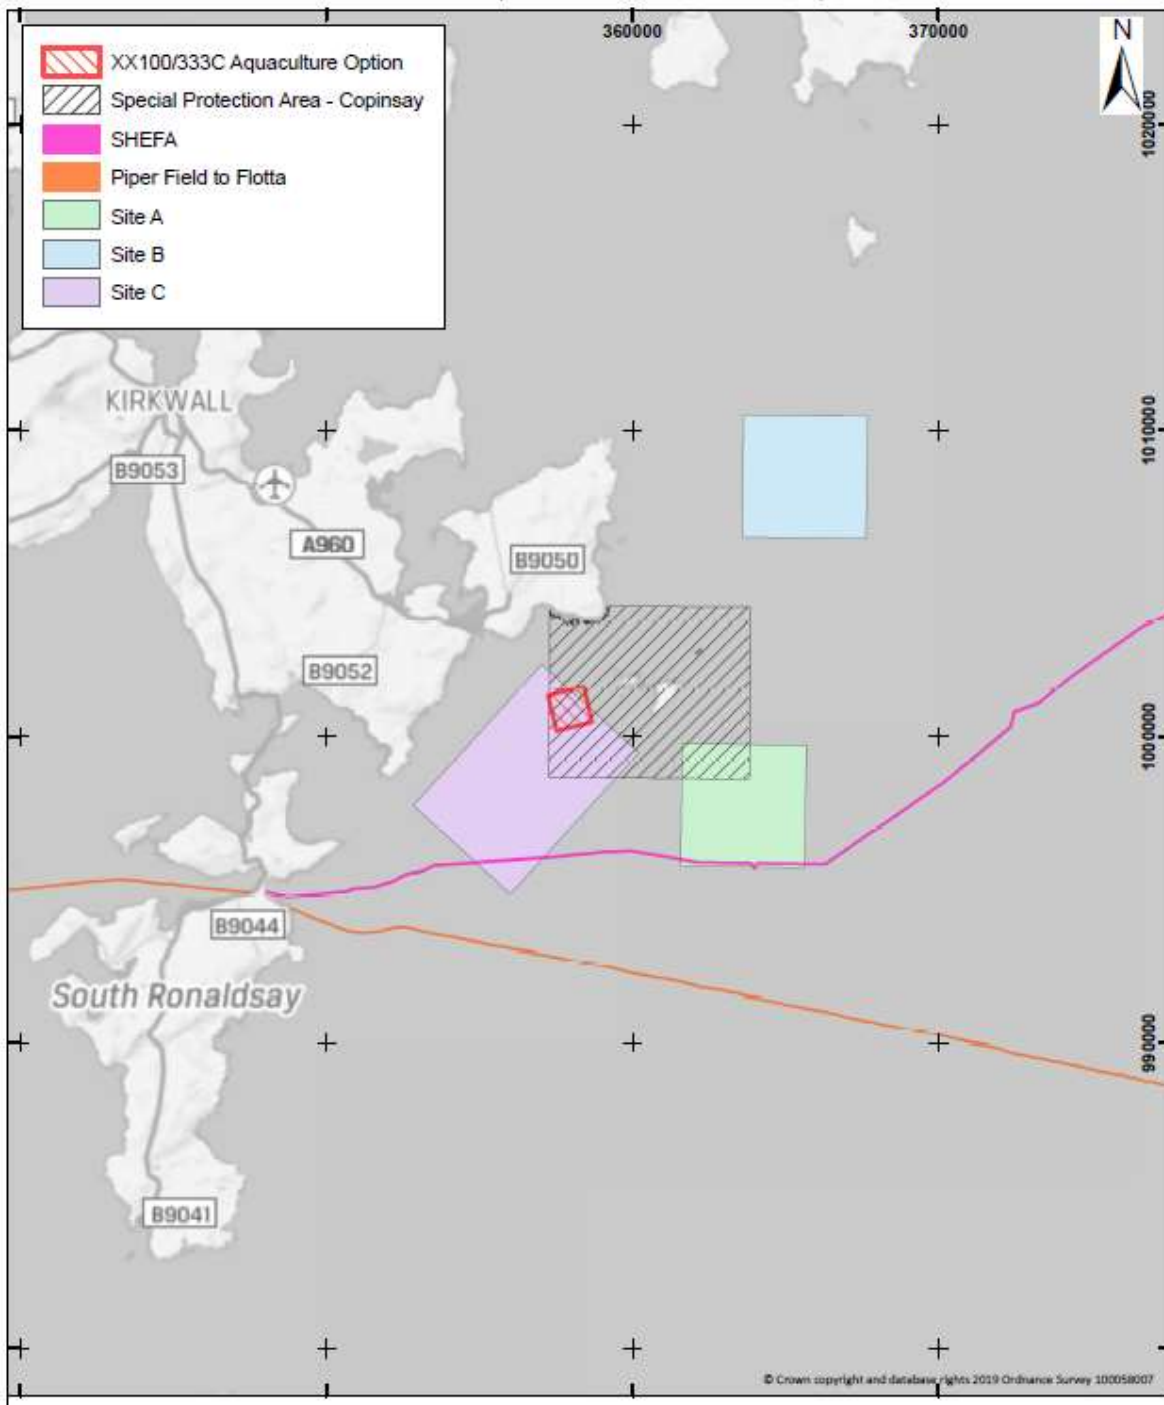 360000
370000
N
XX100/333C Aquaculture Option
Special Protection Area - Copinsay
SHEFA
Piper Field to Flotta
Site A
Site B
Site C
1020000
KIRKWALL
1010000
B9053
A960
B9050
B9052
1000000
B9044
South Ronaldsay
990000
B9041
© Crown copyright and database rights 2019 Ordnance Survey 100058007